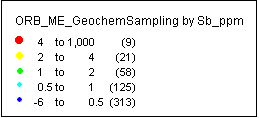 ORB_ME_GeochemSampling by Sb_ppm
4 to 1,000 (9)
2 to 4 (21)
1 to 2 (58)
0.5 to 1 (125)
-6 to 0.5 (313)